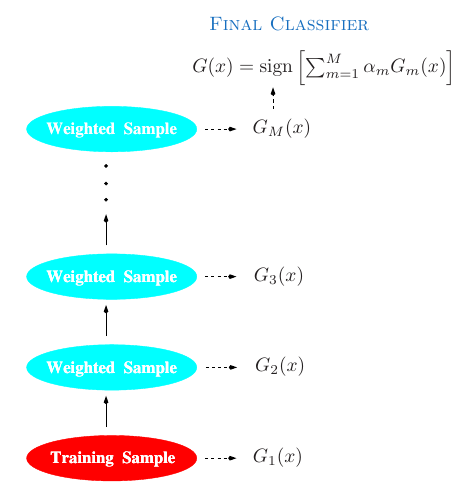 FINAL CLASSIFIER
G(x) = sign [∑_{m=1}^{M} α_m G_m(x)]
Weighted Sample G_M(x)
Weighted Sample G_3(x)
Weighted Sample G_2(x)
Training Sample G_1(x)